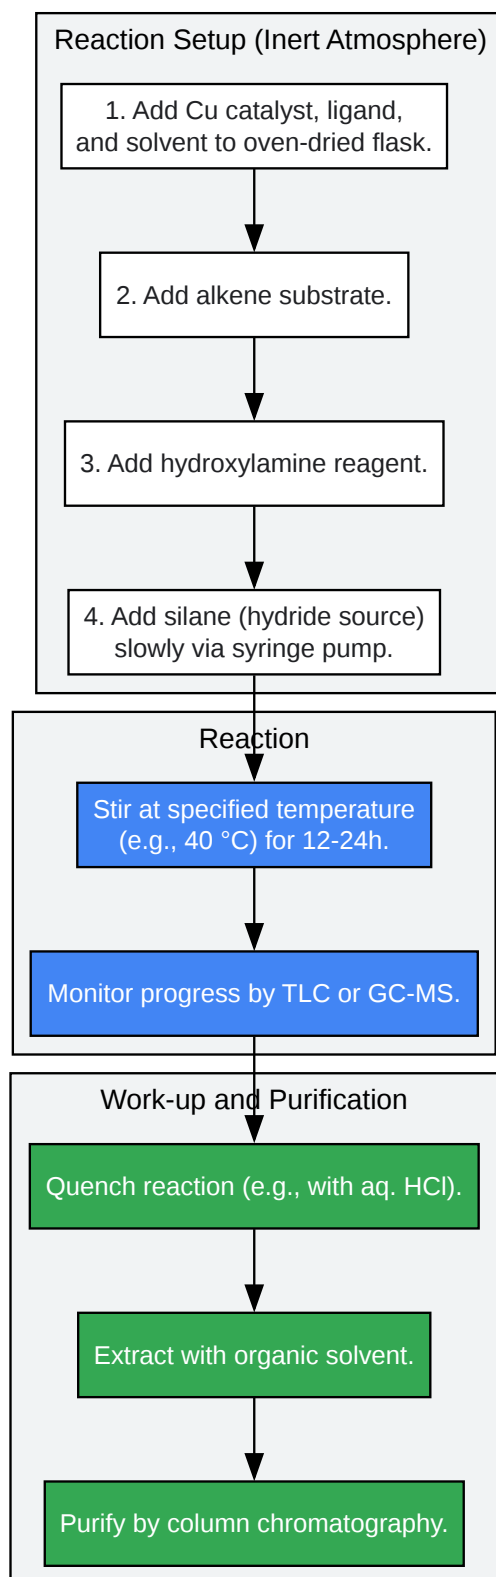 Reaction Setup (Inert Atmosphere)
1. Add Cu catalyst, ligand,
and solvent to oven-dried flask.
2. Add alkene substrate.
3. Add hydroxylamine reagent.
4. Add silane (hydride source)
slowly via syringe pump.
Reaction
Stir at specified temperature
(e.g., 40 °C) for 12-24h.
Monitor progress by TLC or GC-MS.
Work-up and Purification
Quench reaction (e.g., with aq. HCl).
Extract with organic solvent.
Purify by column chromatography.